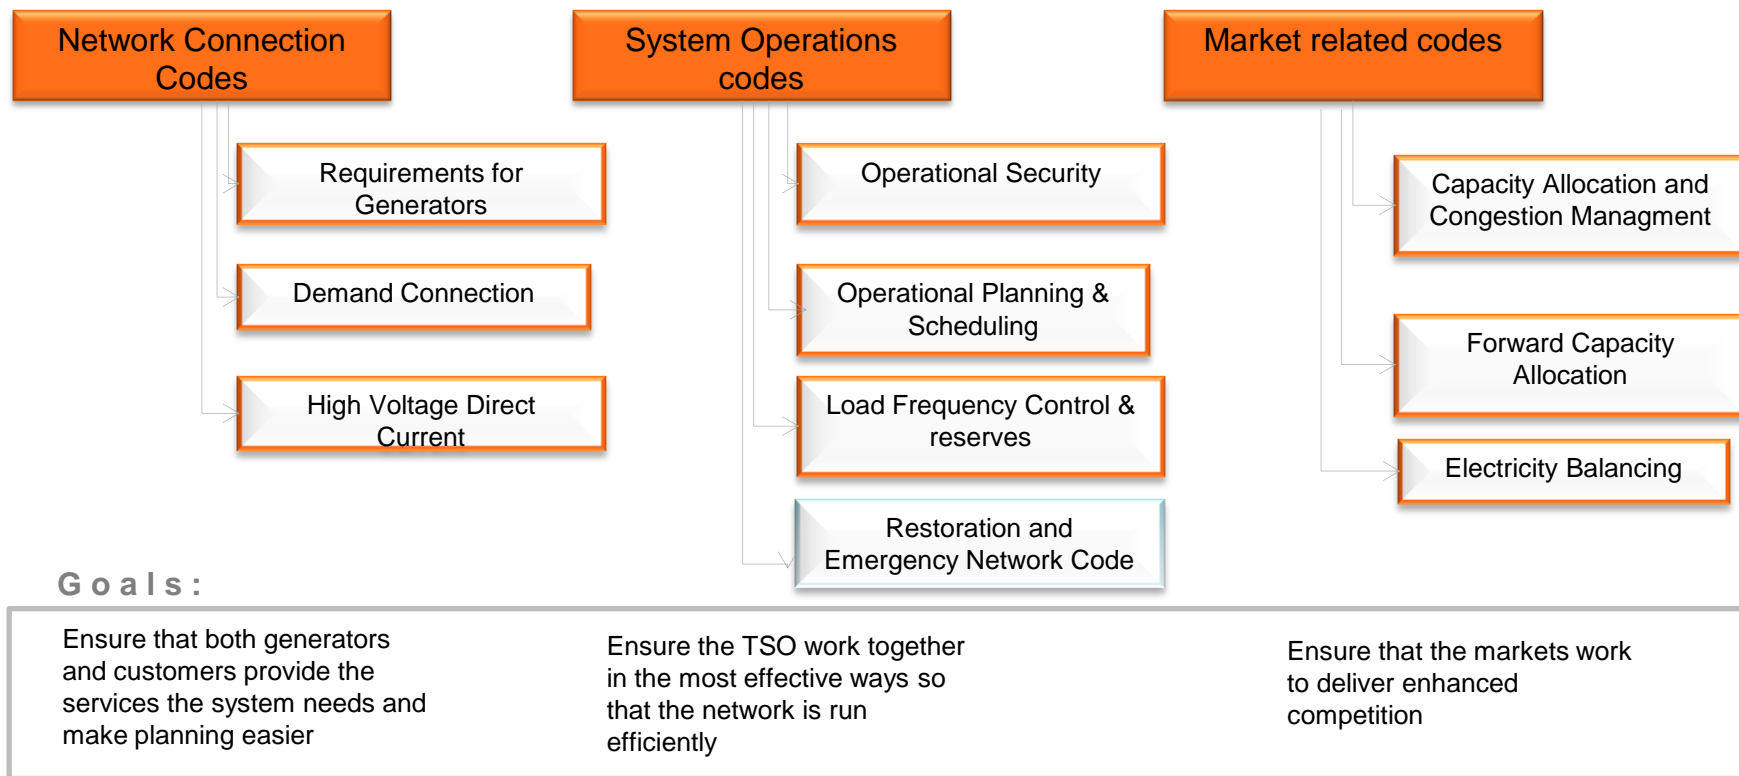 Network Connection
Codes
Requirements for
Generators
Demand Connection
High Voltage Direct
Current
System Operations
codes
Operational Security
Operational Planning &
Scheduling
Load Frequency Control &
reserves
Restoration and
Emergency Network Code
Market related codes
Capacity Allocation and
Congestion Managment
Forward Capacity
Allocation
Electricity Balancing
Goals:
Ensure that both generators
and customers provide the
services the system needs and
make planning easier
Ensure the TSO work together
in the most effective ways so
that the network is run
efficiently
Ensure that the markets work
to deliver enhanced
competition